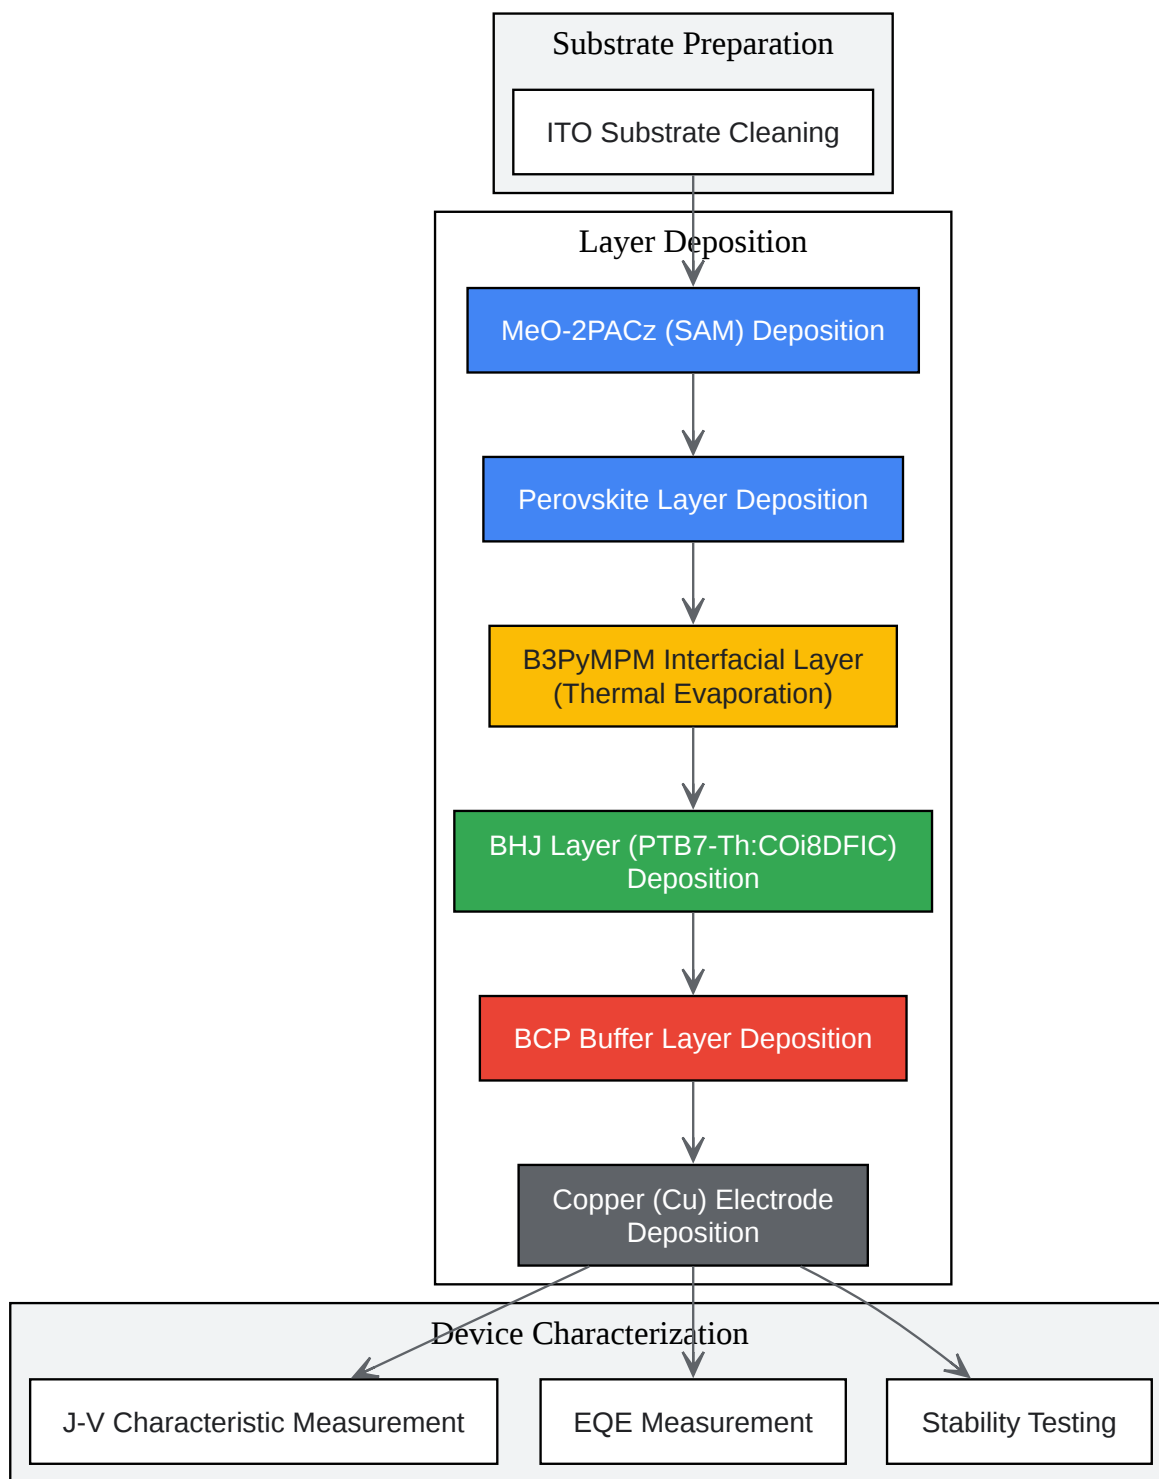 Substrate Preparation
ITO Substrate Cleaning
Layer Deposition
MeO-2PACz (SAM) Deposition
Perovskite Layer Deposition
B3PyMPM Interfacial Layer
(Thermal Evaporation)
BHJ Layer (PTB7-Th:COi8DFIC)
Deposition
BCP Buffer Layer Deposition
Copper (Cu) Electrode
Deposition
Device Characterization
J-V Characteristic Measurement
EQE Measurement
Stability Testing